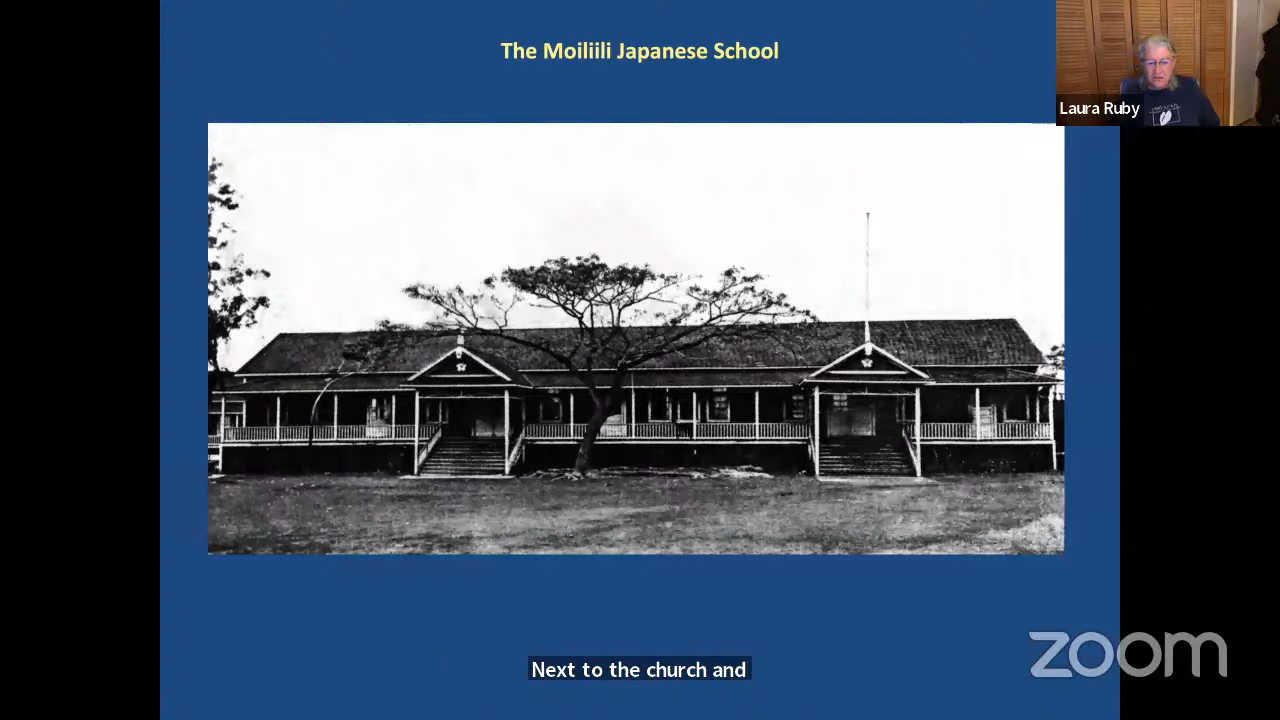 The Moiliili Japanese School
Laura Ruby
Next to the church and
zoom